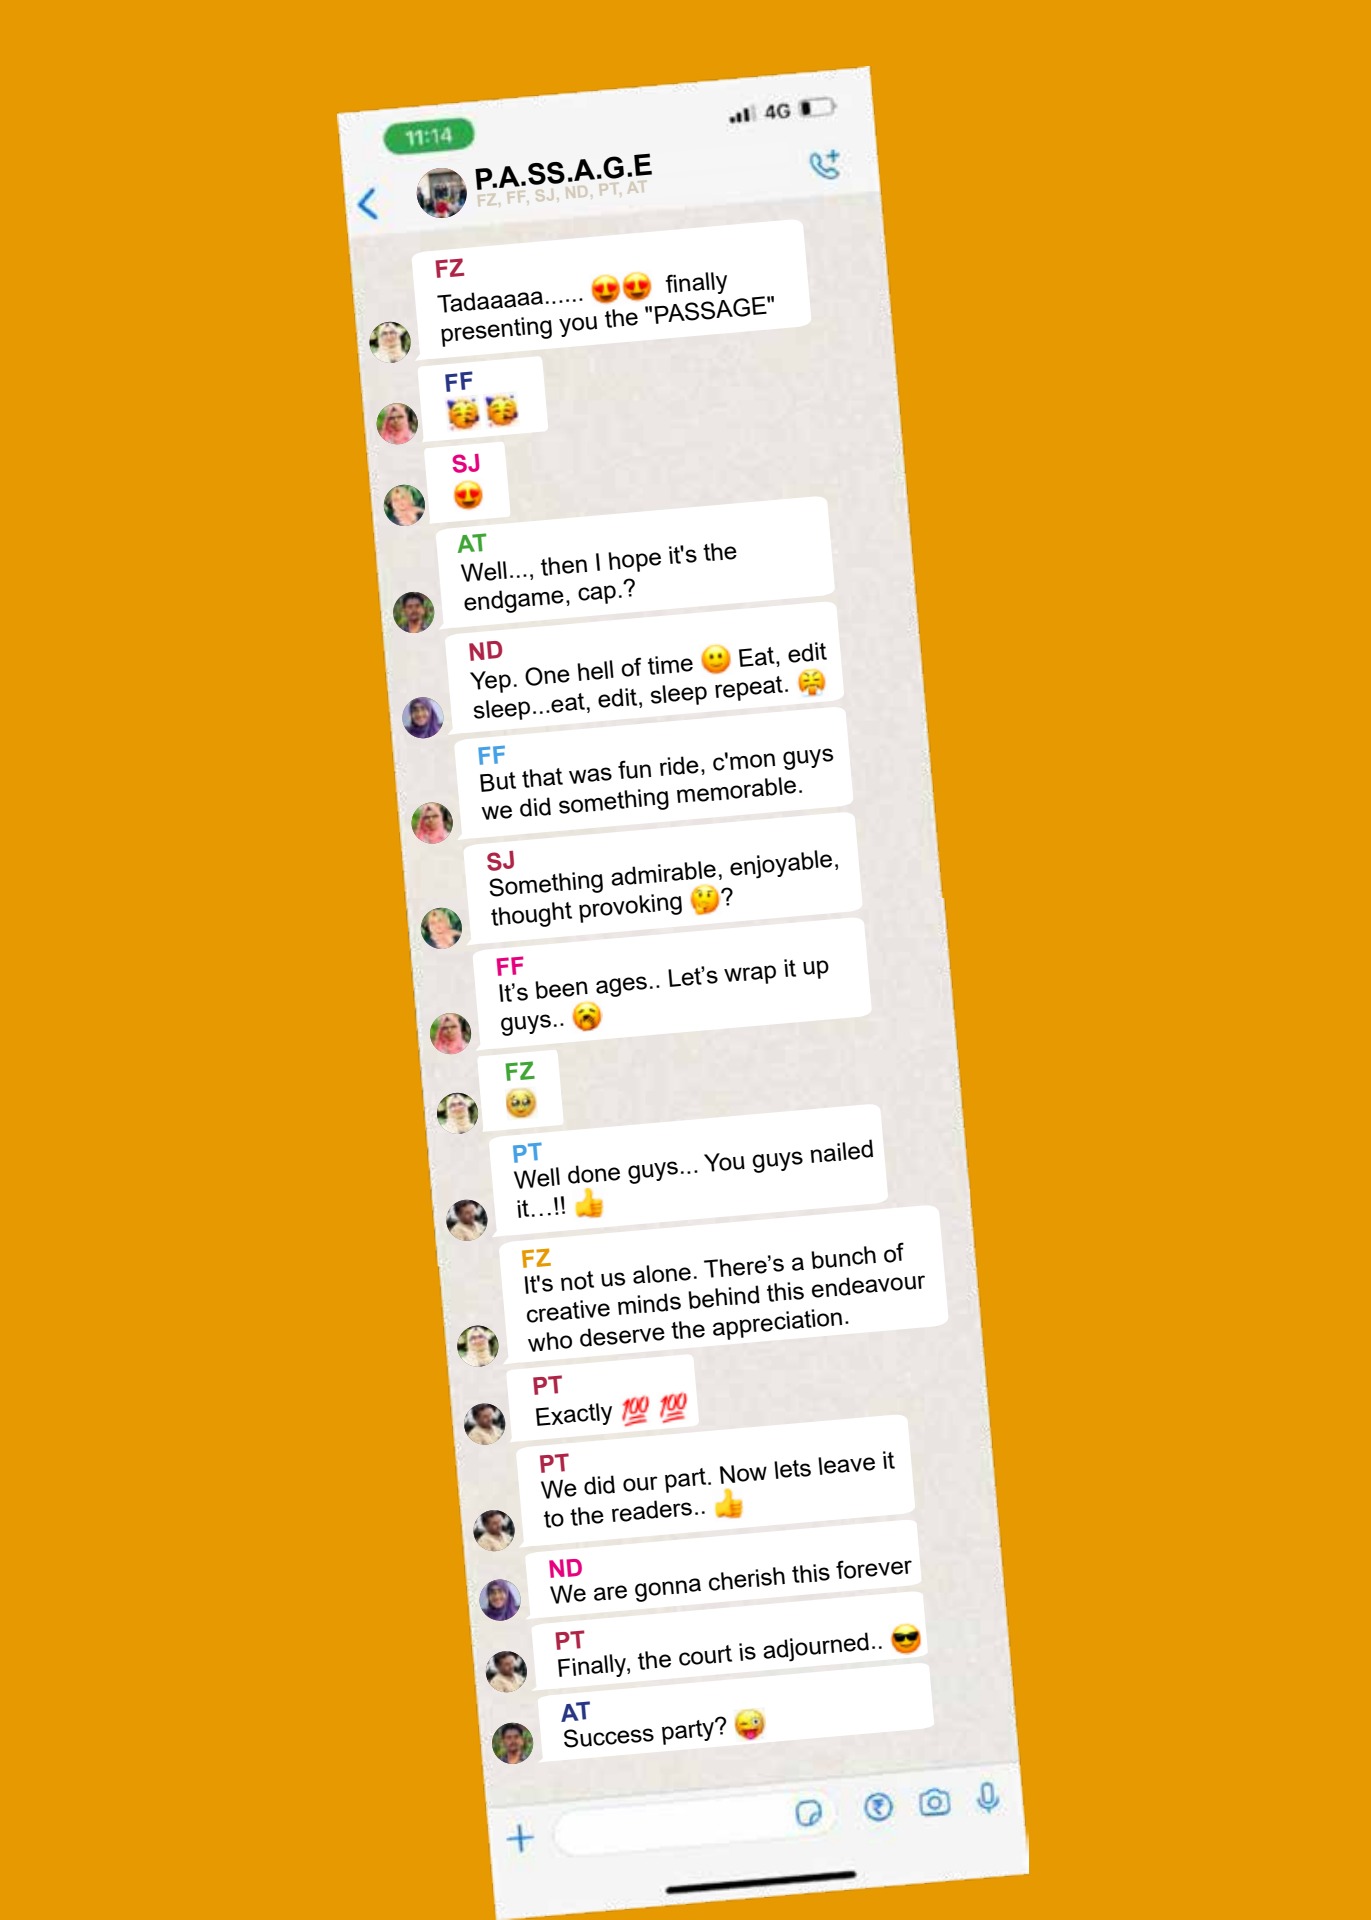 11:14
4G
P.A.SS.A.G.E
FZ, FF, SJ, ND, PT, AT
FZ
Tadaaaaa...... 😍😍 finally
presenting you the "PASSAGE"
FF
🥳🥳
SJ
😍
AT
Well..., then I hope it's the
endgame, cap.?
ND
Yep. One hell of time 🙂 Eat, edit
sleep...eat, edit, sleep repeat. 😤
FF
But that was fun ride, c'mon guys
we did something memorable.
SJ
Something admirable, enjoyable,
thought provoking 🤔?
FF
It’s been ages.. Let’s wrap it up
guys.. 😭
FZ
🥹
PT
Well done guys... You guys nailed
it...!! 👍
FZ
It's not us alone. There’s a bunch of
creative minds behind this endeavour
who deserve the appreciation.
PT
Exactly 💯 💯
PT
We did our part. Now lets leave it
to the readers.. 👍
ND
We are gonna cherish this forever
PT
Finally, the court is adjourned.. 😎
AT
Success party? 😜